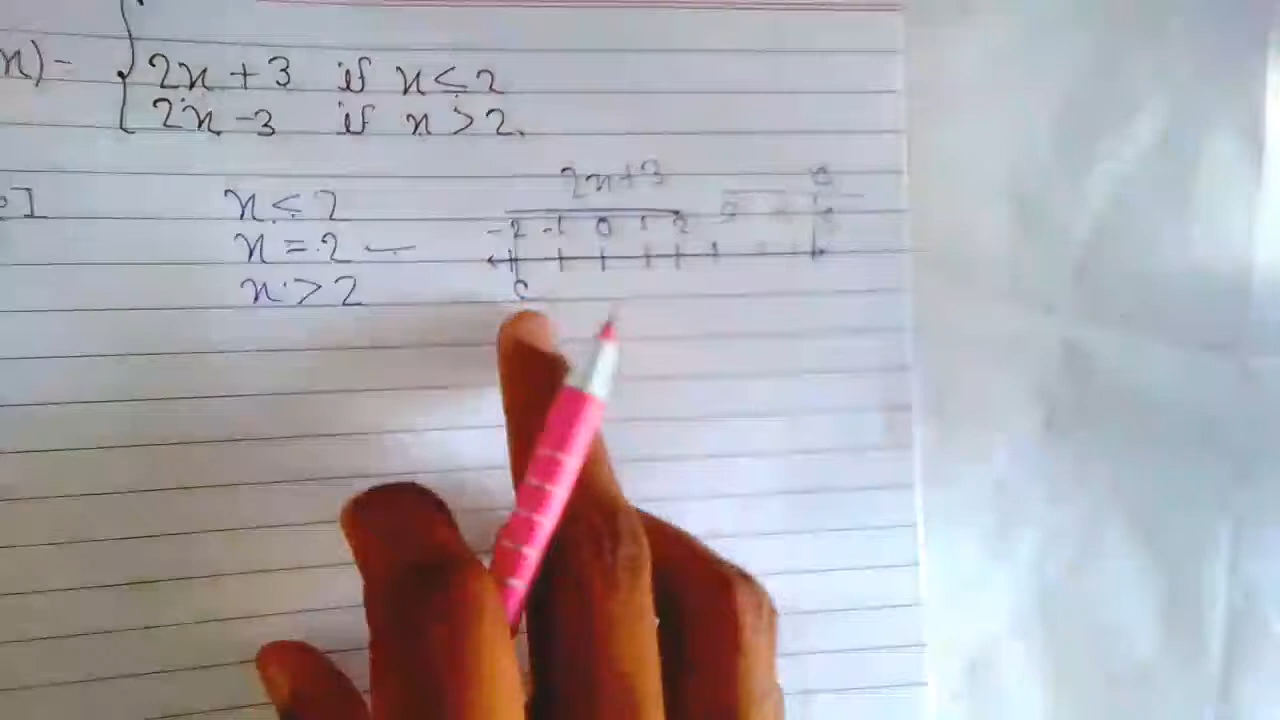 x)-
2x + 3 if x ≤ 2
2x - 3 if x > 2.
x < 2
x = 2 —
x > 2
2x+3
-2 -1 0 1 2
c